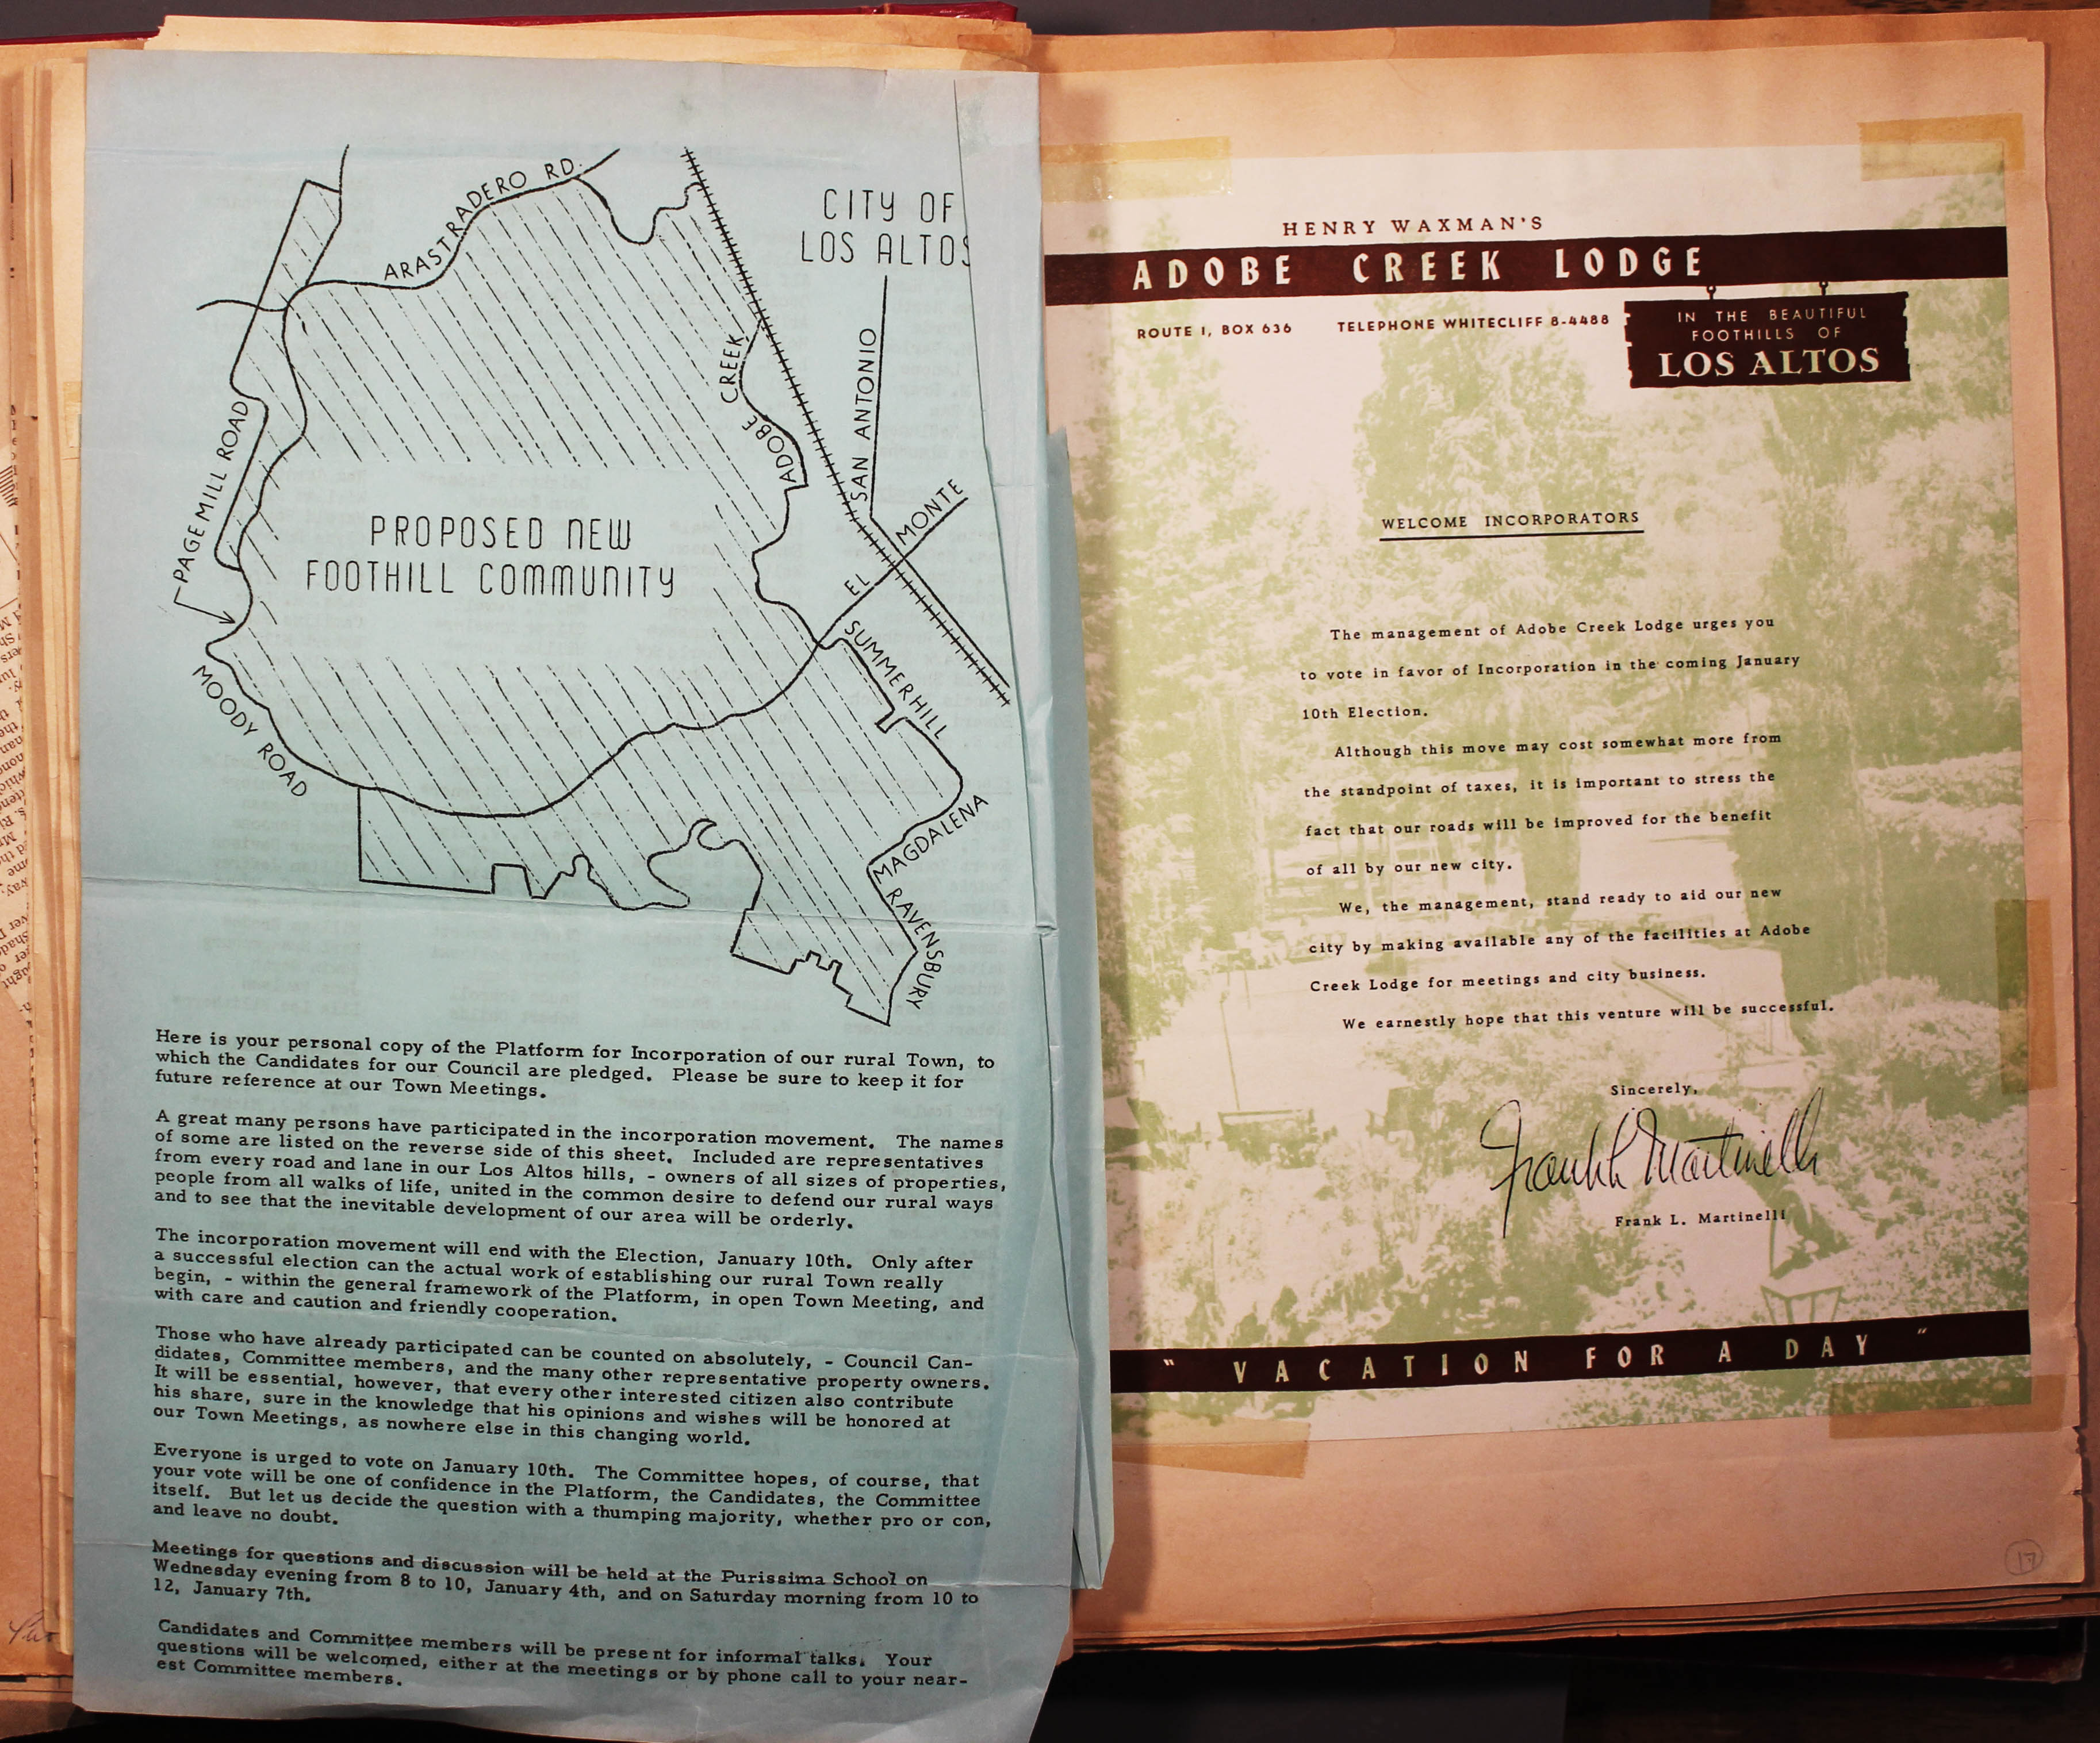 ARASTRADERO RD.
CITY OF
LOS ALTOS
ADOBE CREEK
SAN ANTONIO
PAGEMILL ROAD
EL MONTE
PROPOSED NEW
FOOTHILL COMMUNITY
SUMMERHILL
MOODY ROAD
MAGDALENA
RAVENSBURY
Here is your personal copy of the Platform for Incorporation of our rural Town, to
which the Candidates for our Council are pledged. Please be sure to keep it for
future reference at our Town Meetings.
A great many persons have participated in the incorporation movement. The names
of some are listed on the reverse side of this sheet. Included are representatives
from every road and lane in our Los Altos hills, - owners of all sizes of properties,
people from all walks of life, united in the common desire to defend our rural ways
and to see that the inevitable development of our area will be orderly.
The incorporation movement will end with the Election, January 10th. Only after
a successful election can the actual work of establishing our rural Town really
begin, - within the general framework of the Platform, in open Town Meeting, and
with care and caution and friendly cooperation.
Those who have already participated can be counted on absolutely, - Council Can-
didates, Committee members, and the many other representative property owners.
It will be essential, however, that every other interested citizen also contribute
his share, sure in the knowledge that his opinions and wishes will be honored at
our Town Meetings, as nowhere else in this changing world.
Everyone is urged to vote on January 10th. The Committee hopes, of course, that
your vote will be one of confidence in the Platform, the Candidates, the Committee
itself. But let us decide the question with a thumping majority, whether pro or con,
and leave no doubt.
Meetings for questions and discussion will be held at the Purissima School on
Wednesday evening from 8 to 10, January 4th, and on Saturday morning from 10 to
12, January 7th.
Candidates and Committee members will be present for informal talks. Your
questions will be welcomed, either at the meetings or by phone call to your near-
est Committee members.
HENRY WAXMAN'S
ADOBE CREEK LODGE
ROUTE 1, BOX 636 TELEPHONE WHITECLIFF 8-4488
IN THE BEAUTIFUL
FOOTHILLS OF
LOS ALTOS
WELCOME INCORPORATORS
The management of Adobe Creek Lodge urges you
to vote in favor of Incorporation in the coming January
10th Election.
Although this move may cost somewhat more from
the standpoint of taxes, it is important to stress the
fact that our roads will be improved for the benefit
of all by our new city.
We, the management, stand ready to aid our new
city by making available any of the facilities at Adobe
Creek Lodge for meetings and city business.
We earnestly hope that this venture will be successful.
Sincerely,
Frank L Martinelli
Frank L. Martinelli
" VACATION FOR A DAY "
17